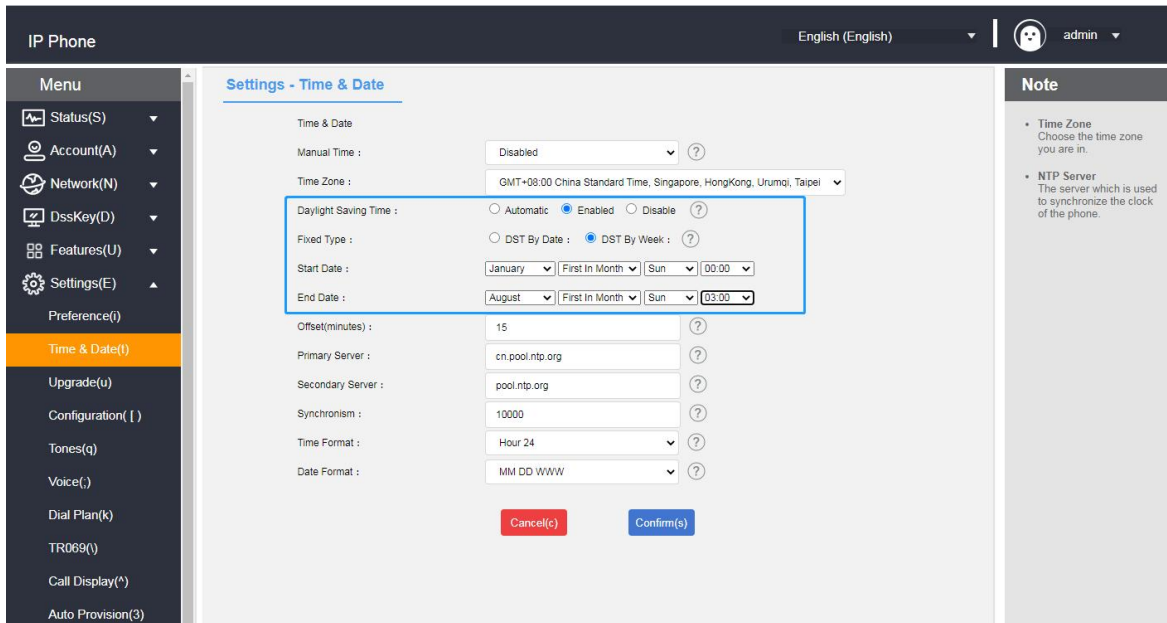 IP Phone
English (English)
admin
Menu
Status(S)
Account(A)
Network(N)
DssKey(D)
Features(U)
Settings(E)
Preference(i)
Time & Date(t)
Upgrade(u)
Configuration( [ )
Tones(q)
Voice(;)
Dial Plan(k)
TR069(\)
Call Display(^)
Auto Provision(3)
Settings - Time & Date
Time & Date
Manual Time : Disabled ?
Time Zone : GMT+08:00 China Standard Time, Singapore, HongKong, Urumqi, Taipei
Daylight Saving Time : Automatic Enabled Disable ?
Fixed Type : DST By Date : DST By Week : ?
Start Date : January First In Month Sun 00:00
End Date : August First In Month Sun 03:00
Offset(minutes) : 15 ?
Primary Server : cn.pool.ntp.org ?
Secondary Server : pool.ntp.org ?
Synchronism : 10000 ?
Time Format : Hour 24 ?
Date Format : MM DD WWW ?
Cancel(c) Confirm(s)
Note
• Time Zone
Choose the time zone
you are in.
• NTP Server
The server which is used
to synchronize the clock
of the phone.